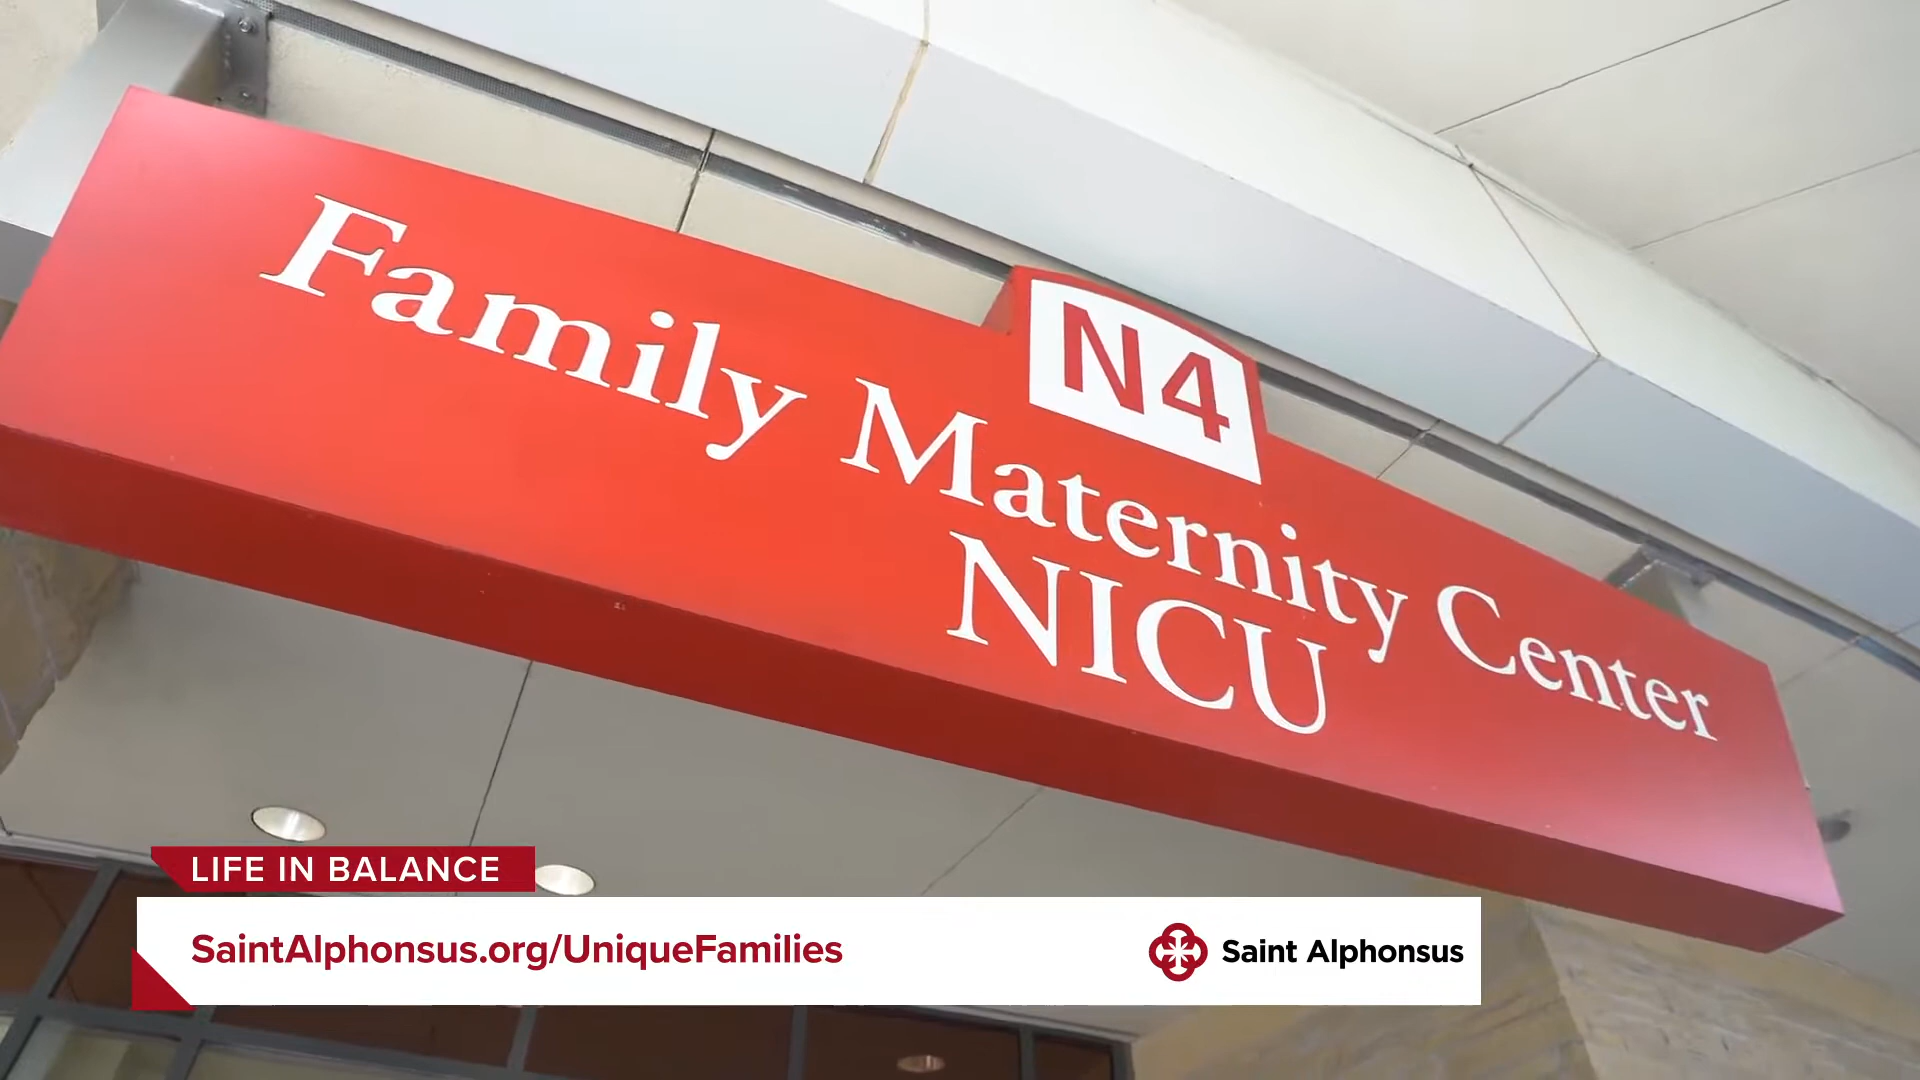 N4
Family Maternity Center
NICU
LIFE IN BALANCE
SaintAlphonsus.org/UniqueFamilies
Saint Alphonsus